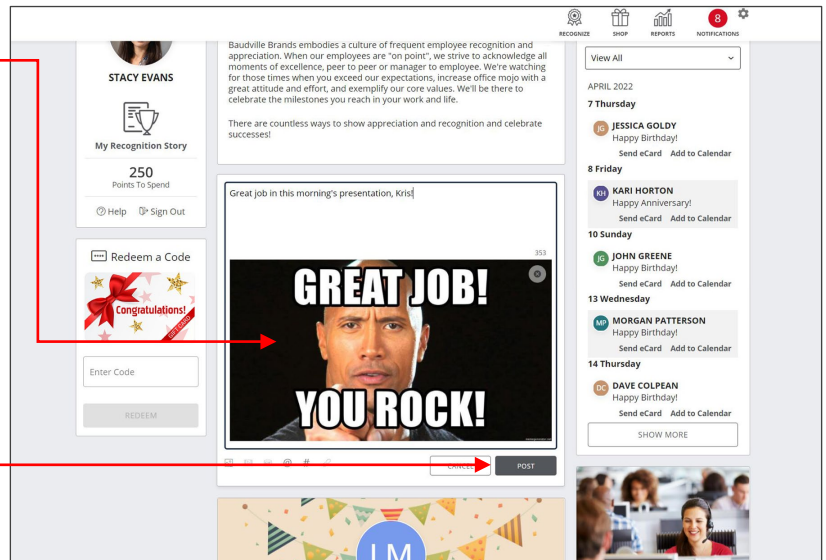 RECOGNIZE
SHOP
REPORTS
8
NOTIFICATIONS
STACY EVANS
My Recognition Story
250
Points To Spend
Help Sign Out
Redeem a Code
Congratulations!
GIFT CARD
Enter Code
REDEEM
Baudville Brands embodies a culture of frequent employee recognition and
appreciation. When our employees are "on point", we strive to acknowledge all
moments of excellence, peer to peer or manager to employee. We're watching
for those times when you exceed our expectations, increase office mojo with a
great attitude and effort, and exemplify our core values. We'll be there to
celebrate the milestones you reach in your work and life.
There are countless ways to show appreciation and recognition and celebrate
successes!
Great job in this morning's presentation, Kris!
353
GREAT JOB!
YOU ROCK!
@ #
CANCEL
POST
LM
View All
APRIL 2022
7 Thursday
JG JESSICA GOLDY
Happy Birthday!
Send eCard Add to Calendar
8 Friday
KH KARI HORTON
Happy Anniversary!
Send eCard Add to Calendar
10 Sunday
JG JOHN GREENE
Happy Birthday!
Send eCard Add to Calendar
13 Wednesday
MP MORGAN PATTERSON
Happy Birthday!
Send eCard Add to Calendar
14 Thursday
DC DAVE COLPEAN
Happy Birthday!
Send eCard Add to Calendar
SHOW MORE